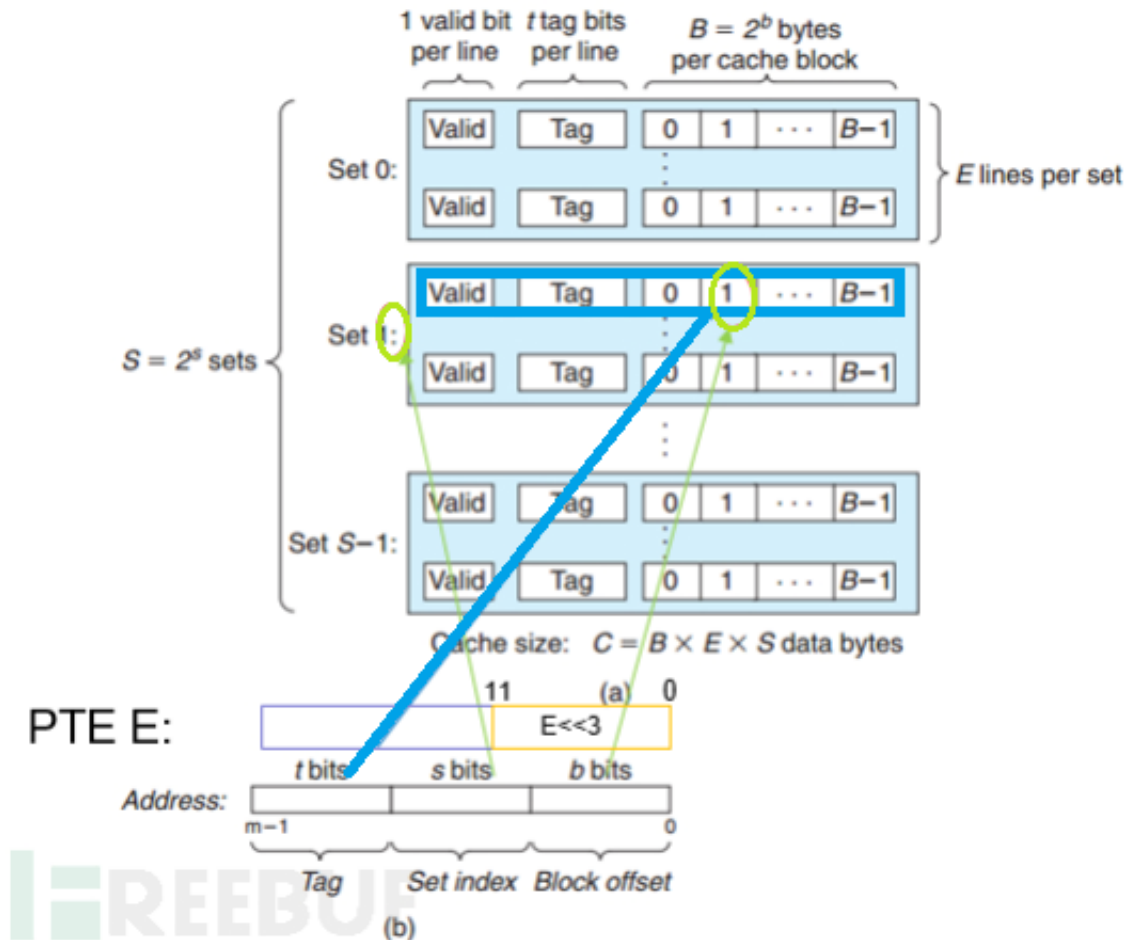 1 valid bit per line
t tag bits per line
B = 2^b bytes per cache block
Valid Tag 0 1 ··· B−1
Set 0:
E lines per set
Valid Tag 0 1 ··· B−1
Valid Tag 0 1 ··· B−1
Set 1:
S = 2^s sets
Valid Tag 0 1 ··· B−1
Valid Tag 0 1 ··· B−1
Set S−1:
Valid Tag 0 1 ··· B−1
Cache size: C = B × E × S data bytes
11 (a) 0
PTE E: E<<3
t bits s bits b bits
Address:
m−1 0
Tag Set index Block offset
REEBUF
(b)